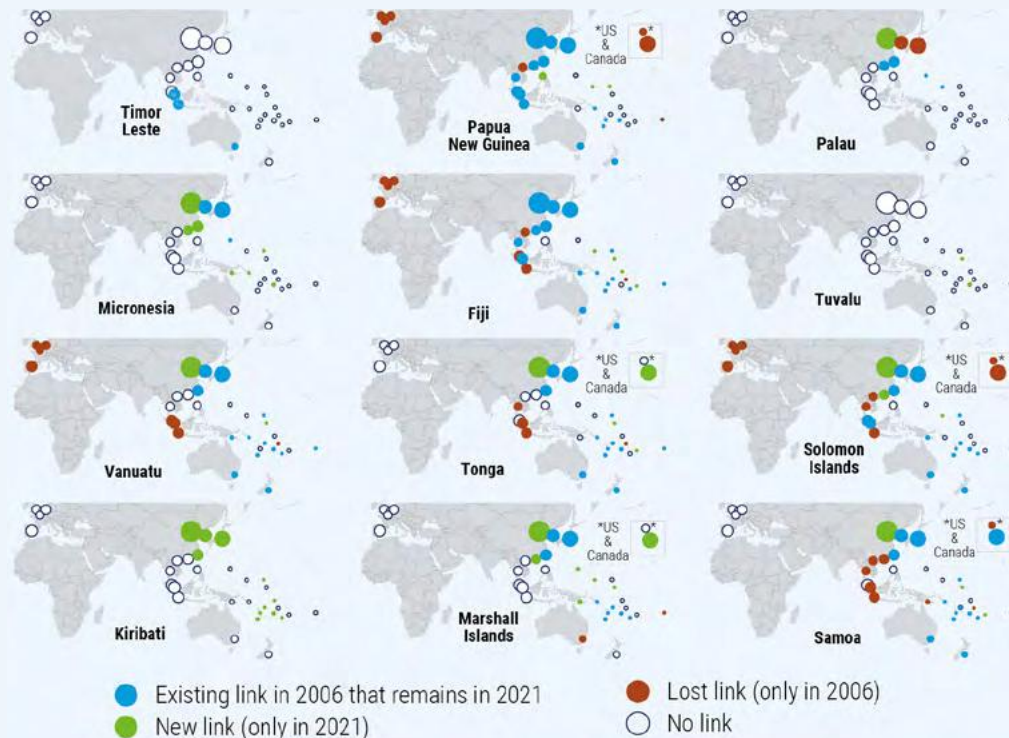 Timor
Leste
*US
&
Canada
*
Papua
New Guinea
Palau
Micronesia
Fiji
Tuvalu
Vanuatu
*US
&
Canada
*
Tonga
*US
&
Canada
*
Solomon
Islands
Kiribati
*US
&
Canada
*
Marshall
Islands
*US
&
Canada
*
Samoa
Existing link in 2006 that remains in 2021
Lost link (only in 2006)
New link (only in 2021)
No link